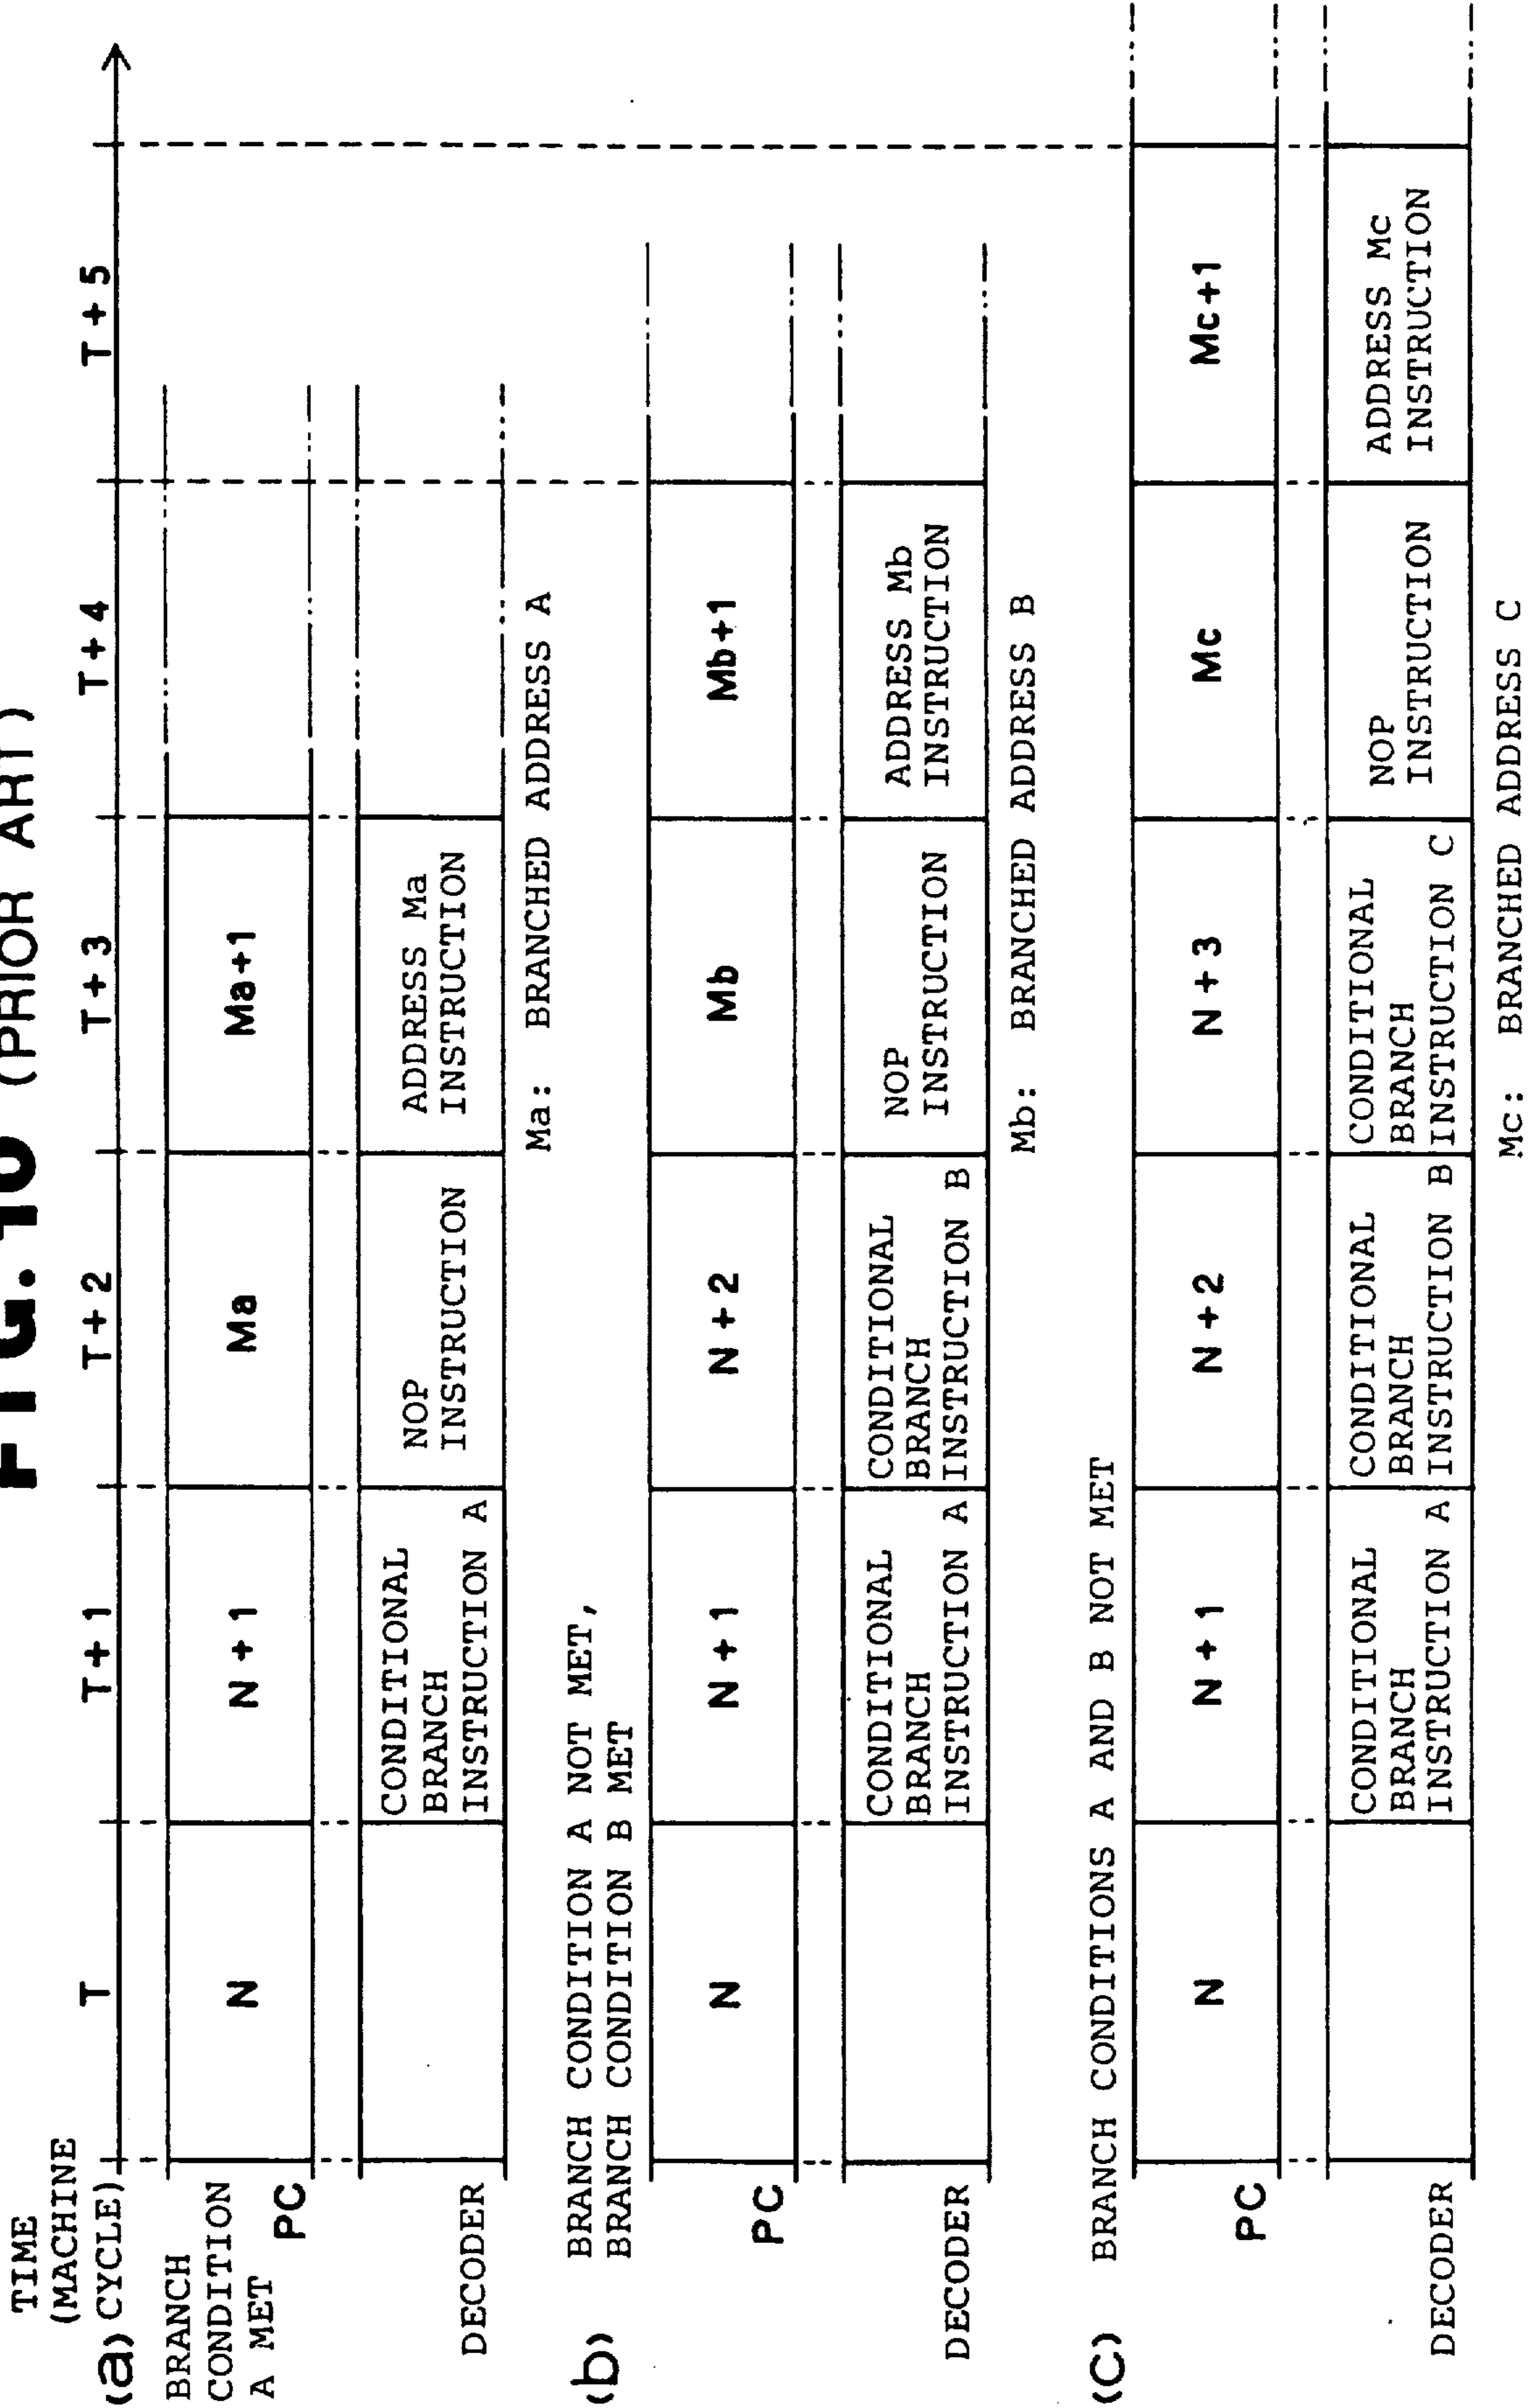 FIG.10 (PRIOR ART)
TIME
(MACHINE
CYCLE)
T T+1 T+2 T+3 T+4 T+5
(a)
BRANCH
CONDITION
A MET
PC
N N+1 Ma Ma+1
DECODER
CONDITIONAL
BRANCH
INSTRUCTION A
NOP
INSTRUCTION
ADDRESS Ma
INSTRUCTION
Ma: BRANCHED ADDRESS A
(b) BRANCH CONDITION A NOT MET,
BRANCH CONDITION B MET
PC
N N+1 N+2 Mb Mb+1
DECODER
CONDITIONAL
BRANCH
INSTRUCTION A
CONDITIONAL
BRANCH
INSTRUCTION B
NOP
INSTRUCTION
ADDRESS Mb
INSTRUCTION
Mb: BRANCHED ADDRESS B
(c) BRANCH CONDITIONS A AND B NOT MET
PC
N N+1 N+2 N+3 Mc Mc+1
DECODER
CONDITIONAL
BRANCH
INSTRUCTION A
CONDITIONAL
BRANCH
INSTRUCTION B
CONDITIONAL
BRANCH
INSTRUCTION C
NOP
INSTRUCTION
ADDRESS Mc
INSTRUCTION
Mc: BRANCHED ADDRESS C